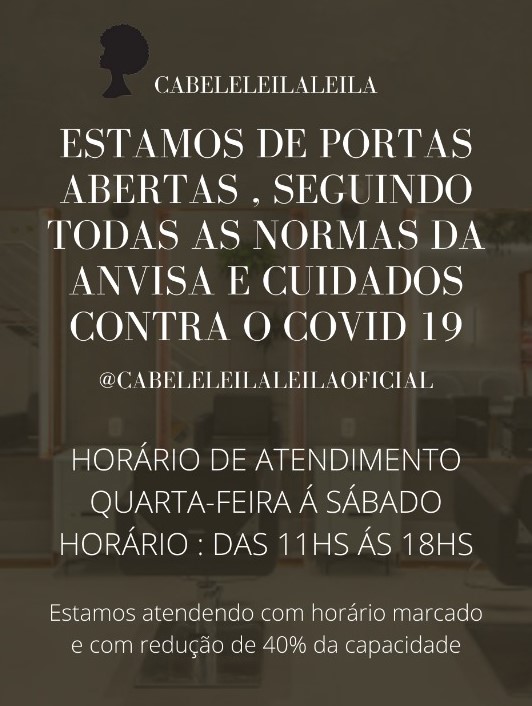 CABELELEILALEILA
ESTAMOS DE PORTAS
ABERTAS , SEGUINDO
TODAS AS NORMAS DA
ANVISA E CUIDADOS
CONTRA O COVID 19
@CABELELEILALEILAOFICIAL
HORÁRIO DE ATENDIMENTO
QUARTA-FEIRA Á SÁBADO
HORÁRIO : DAS 11HS ÁS 18HS
Estamos atendendo com horário marcado
e com redução de 40% da capacidade